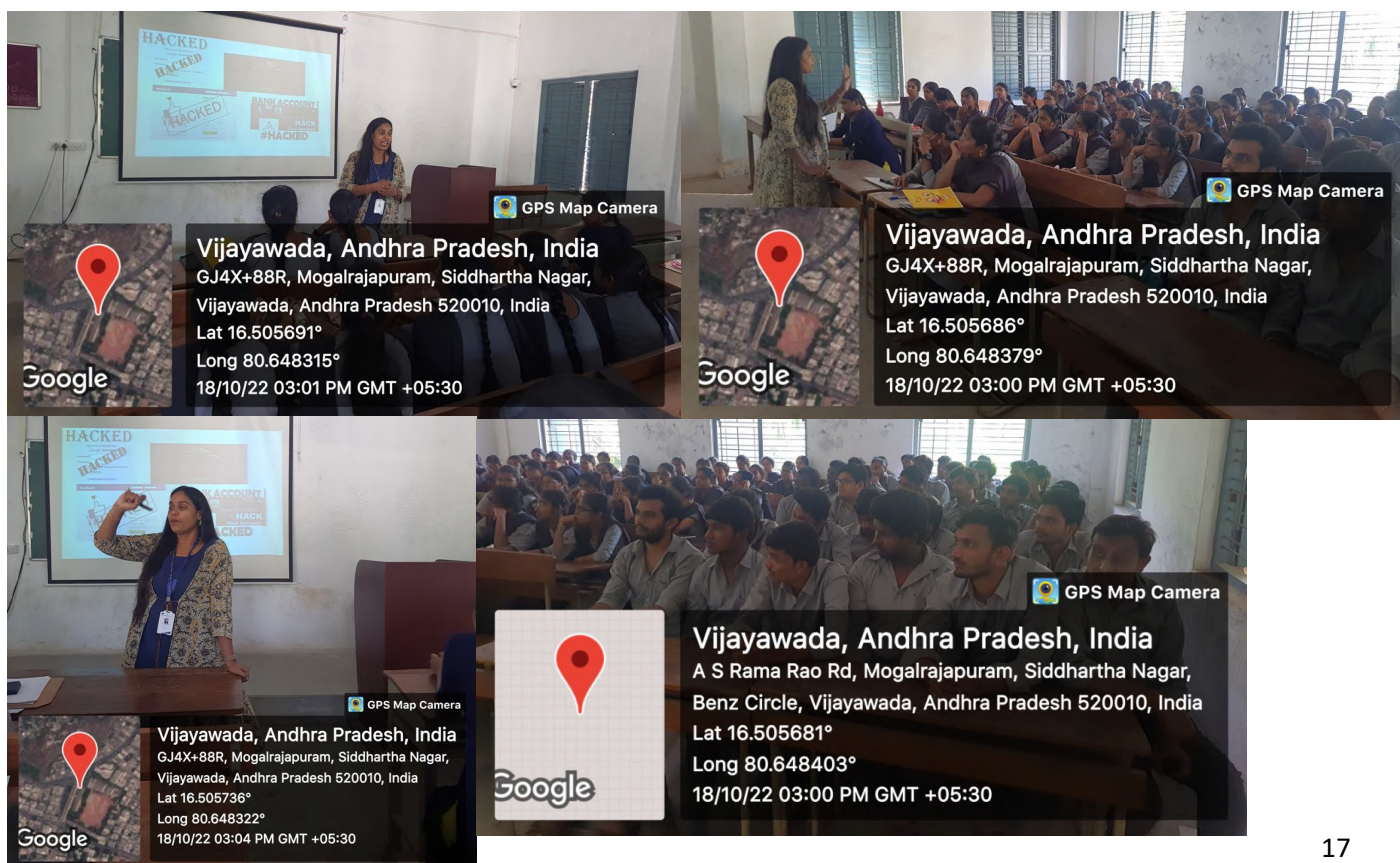 HACKED
HACKED
HACKED
BANK ACCOUNT
HACK
#HACKED
GPS Map Camera
Vijayawada, Andhra Pradesh, India
GJ4X+88R, Mogalrajapuram, Siddhartha Nagar,
Vijayawada, Andhra Pradesh 520010, India
Lat 16.505691°
Long 80.648315°
18/10/22 03:01 PM GMT +05:30
Google
GPS Map Camera
Vijayawada, Andhra Pradesh, India
GJ4X+88R, Mogalrajapuram, Siddhartha Nagar,
Vijayawada, Andhra Pradesh 520010, India
Lat 16.505686°
Long 80.648379°
18/10/22 03:00 PM GMT +05:30
Google
HACKED
HACKED
ACCOUNT
HACK
CKED
GPS Map Camera
Vijayawada, Andhra Pradesh, India
GJ4X+88R, Mogalrajapuram, Siddhartha Nagar,
Vijayawada, Andhra Pradesh 520010, India
Lat 16.505736°
Long 80.648322°
18/10/22 03:04 PM GMT +05:30
Google
GPS Map Camera
Vijayawada, Andhra Pradesh, India
A S Rama Rao Rd, Mogalrajapuram, Siddhartha Nagar,
Benz Circle, Vijayawada, Andhra Pradesh 520010, India
Lat 16.505681°
Long 80.648403°
18/10/22 03:00 PM GMT +05:30
Google
17